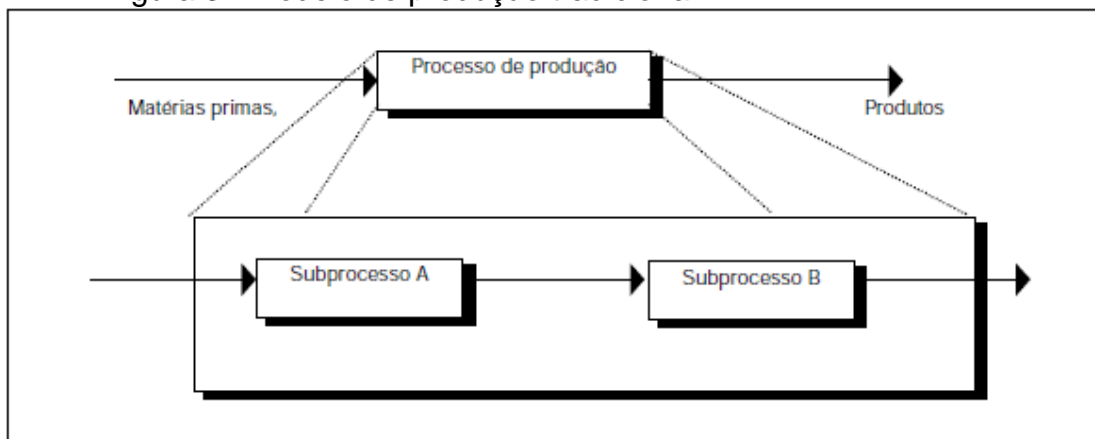 Processo de produção
Matérias primas,
Produtos
Subprocesso A
Subprocesso B